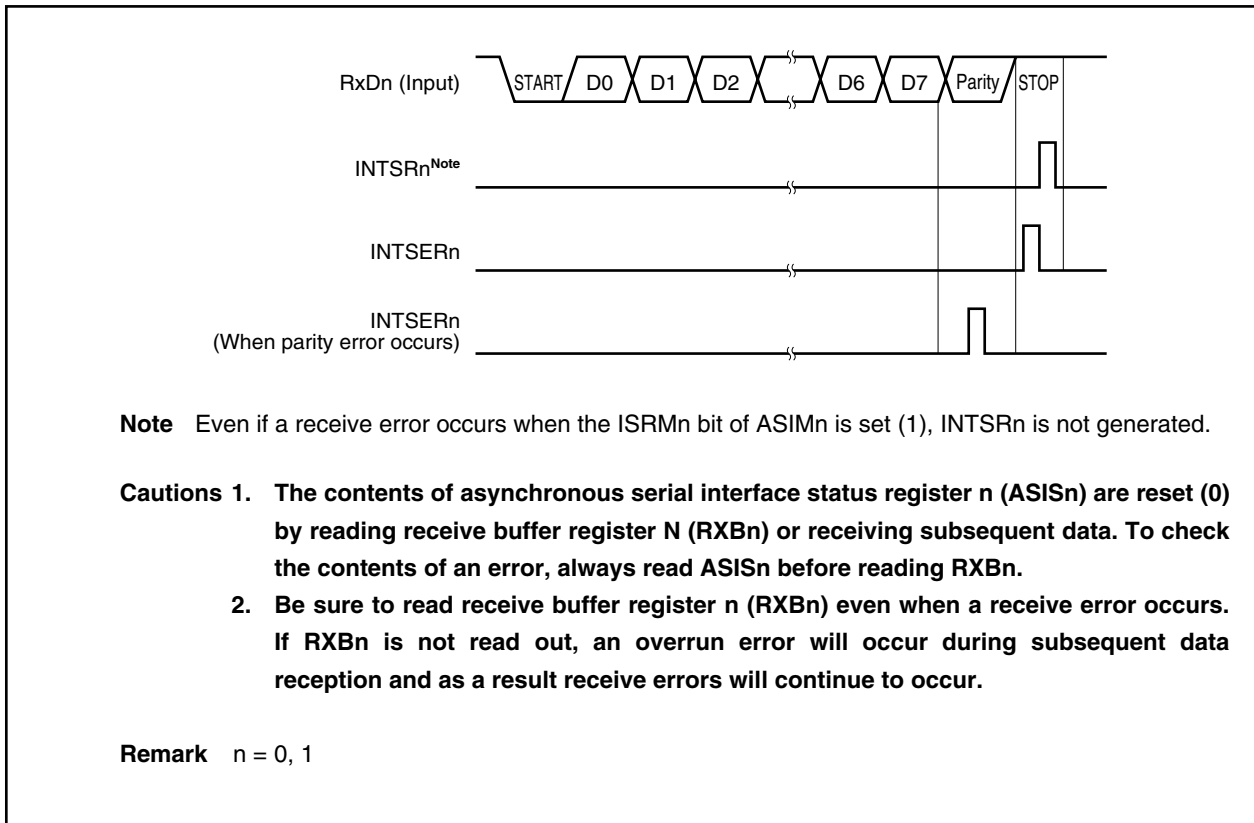 RxDn (Input) START D0 D1 D2 D6 D7 Parity STOP
INTSRnNote
INTSERn
INTSERn
(When parity error occurs)
Note Even if a receive error occurs when the ISRMn bit of ASIMn is set (1), INTSRn is not generated.
Cautions 1. The contents of asynchronous serial interface status register n (ASISn) are reset (0)
by reading receive buffer register N (RXBn) or receiving subsequent data. To check
the contents of an error, always read ASISn before reading RXBn.
2. Be sure to read receive buffer register n (RXBn) even when a receive error occurs.
If RXBn is not read out, an overrun error will occur during subsequent data
reception and as a result receive errors will continue to occur.
Remark n = 0, 1